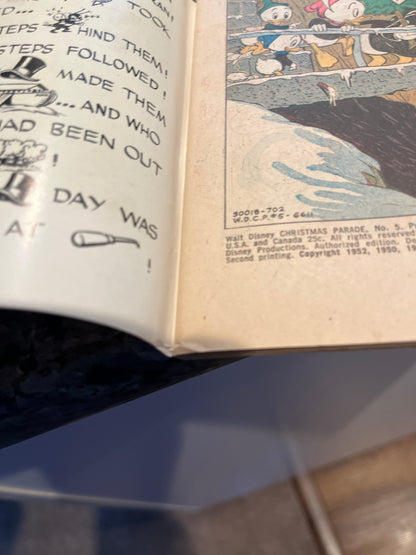 TOOK
STEPS HIND THEM!
STEPS FOLLOWED!
MADE THEM
... AND WHO
HAD BEEN OUT
!
DAY WAS
AT
!
30018-702
W.D.C.P. #5-6611
Walt Disney CHRISTMAS PARADE, No. 5.
U.S.A. and Canada 25c. All rights reserved
Disney Productions. Authorized edition.
Second printing. Copyright 1952, 1950,